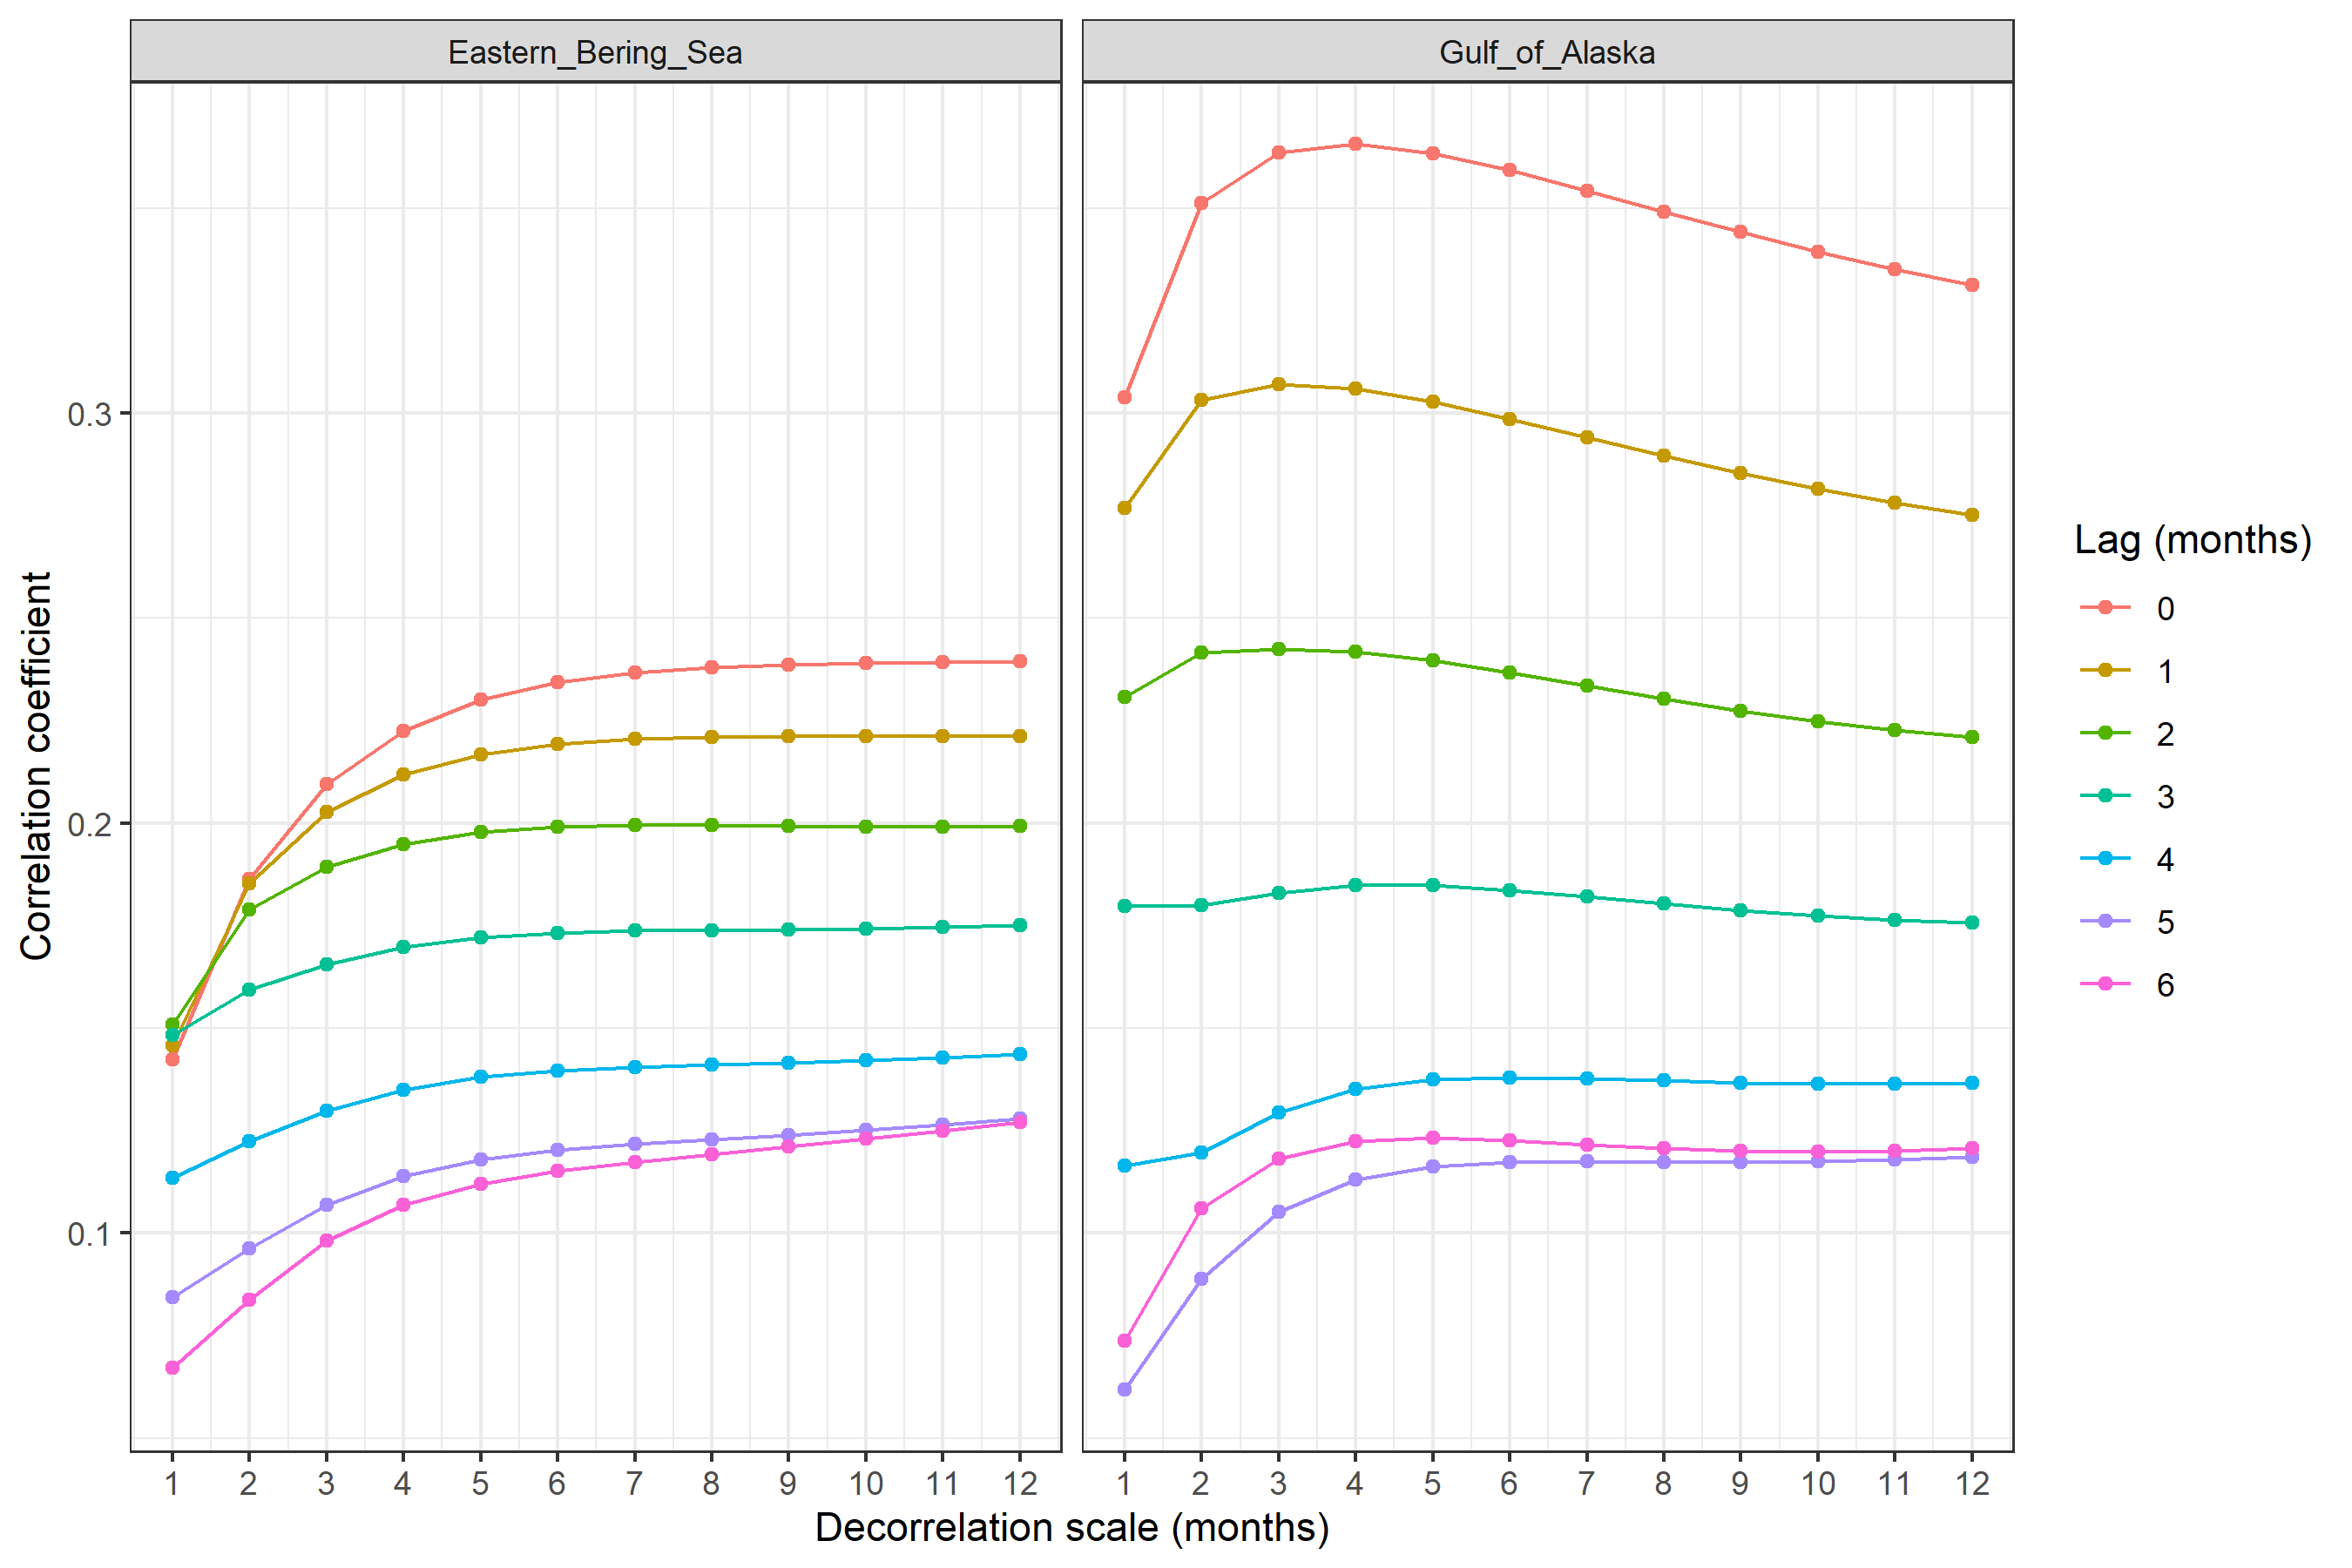 Eastern_Bering_Sea
Gulf_of_Alaska
Correlation coefficient
0.3
0.2
0.1
1 2 3 4 5 6 7 8 9 10 11 12
1 2 3 4 5 6 7 8 9 10 11 12
Decorrelation scale (months)
Lag (months)
0
1
2
3
4
5
6